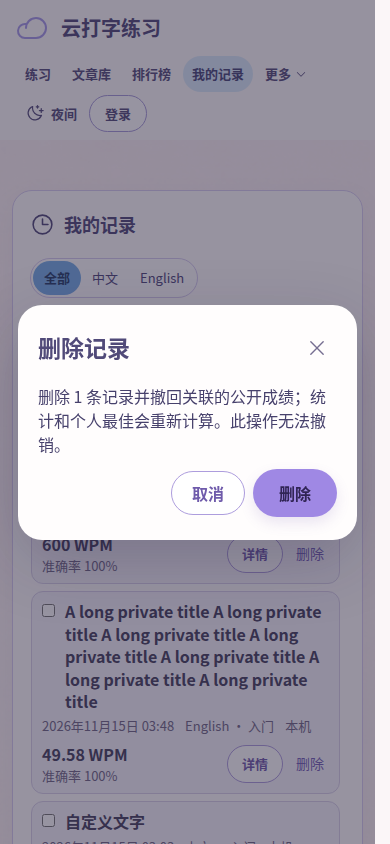 云打字练习
练习 文章库 排行榜 我的记录 更多
夜间 登录
我的记录
全部 中文 English
删除记录
删除 1 条记录并撤回关联的公开成绩；统
计和个人最佳会重新计算。此操作无法撤
销。
取消 删除
600 WPM
准确率 100%
详情 删除
A long private title A long private
title A long private title A long
private title A long private title A
long private title A long private
title
2026年11月15日 03:48 English · 入门 本机
49.58 WPM
准确率 100%
详情 删除
自定义文字